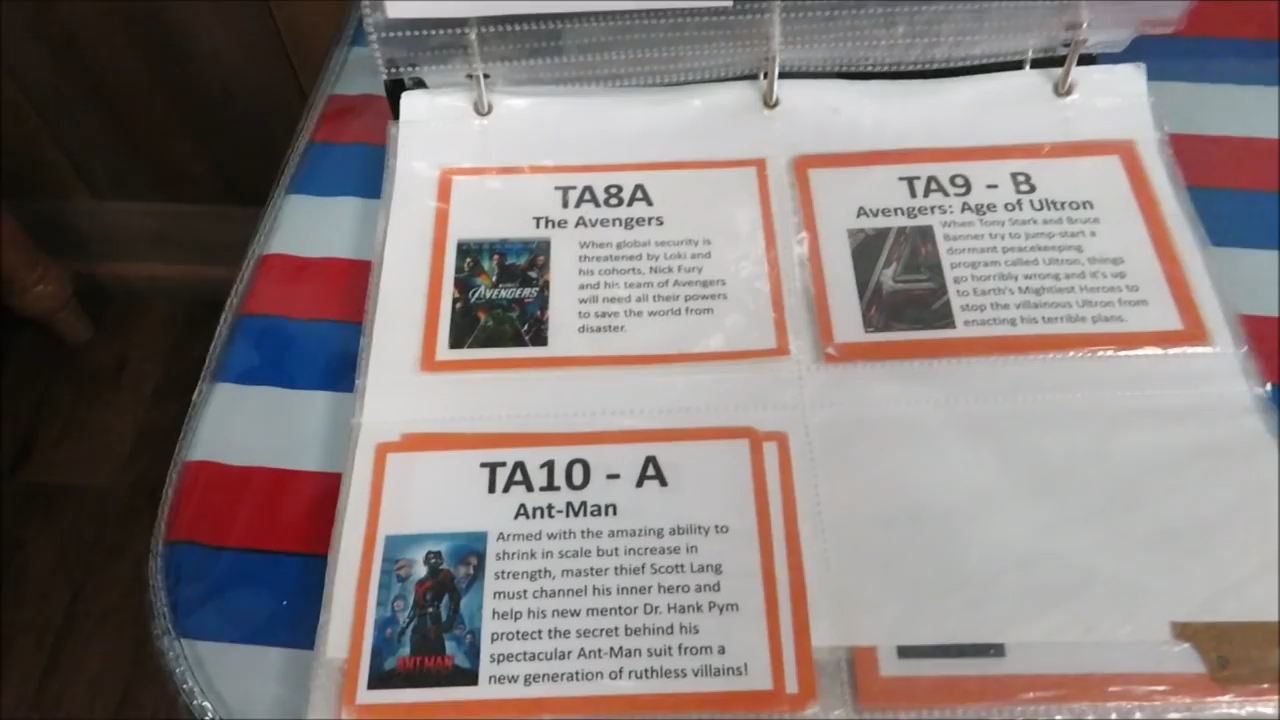 TA8A
The Avengers
When global security is
threatened by Loki and
his cohorts, Nick Fury
and his team of Avengers
will need all their powers
to save the world from
disaster.
AVENGERS
TA9 - B
Avengers: Age of Ultron
When Tony Stark and Bruce
Banner try to jump-start a
dormant peacekeeping
program called Ultron, things
go horribly wrong and it's up
to Earth's Mightiest Heroes to
stop the villainous Ultron from
enacting his terrible plans.
TA10 - A
Ant-Man
Armed with the amazing ability to
shrink in scale but increase in
strength, master thief Scott Lang
must channel his inner hero and
help his new mentor Dr. Hank Pym
protect the secret behind his
spectacular Ant-Man suit from a
new generation of ruthless villains!
ANT-MAN